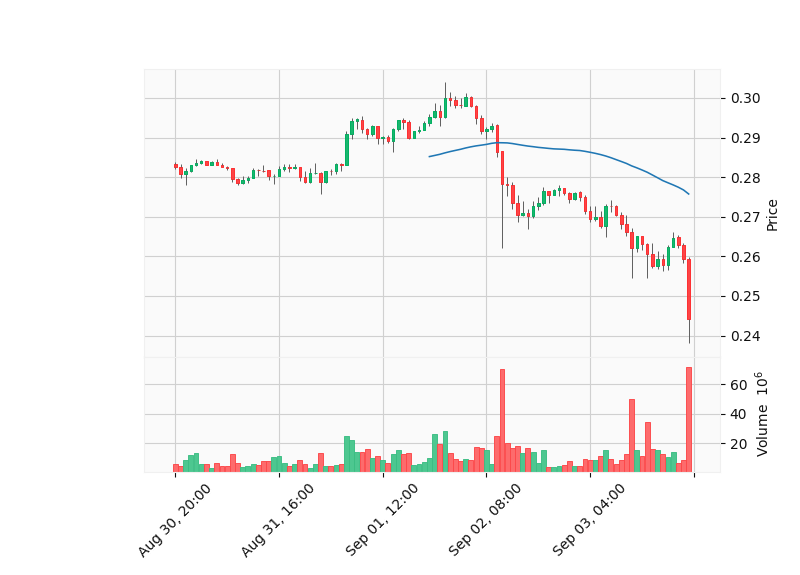 0.30
0.29
0.28
0.27
0.26
0.25
0.24
Price
60
40
20
Volume 10⁶
Aug 30, 20:00
Aug 31, 16:00
Sep 01, 12:00
Sep 02, 08:00
Sep 03, 04:00